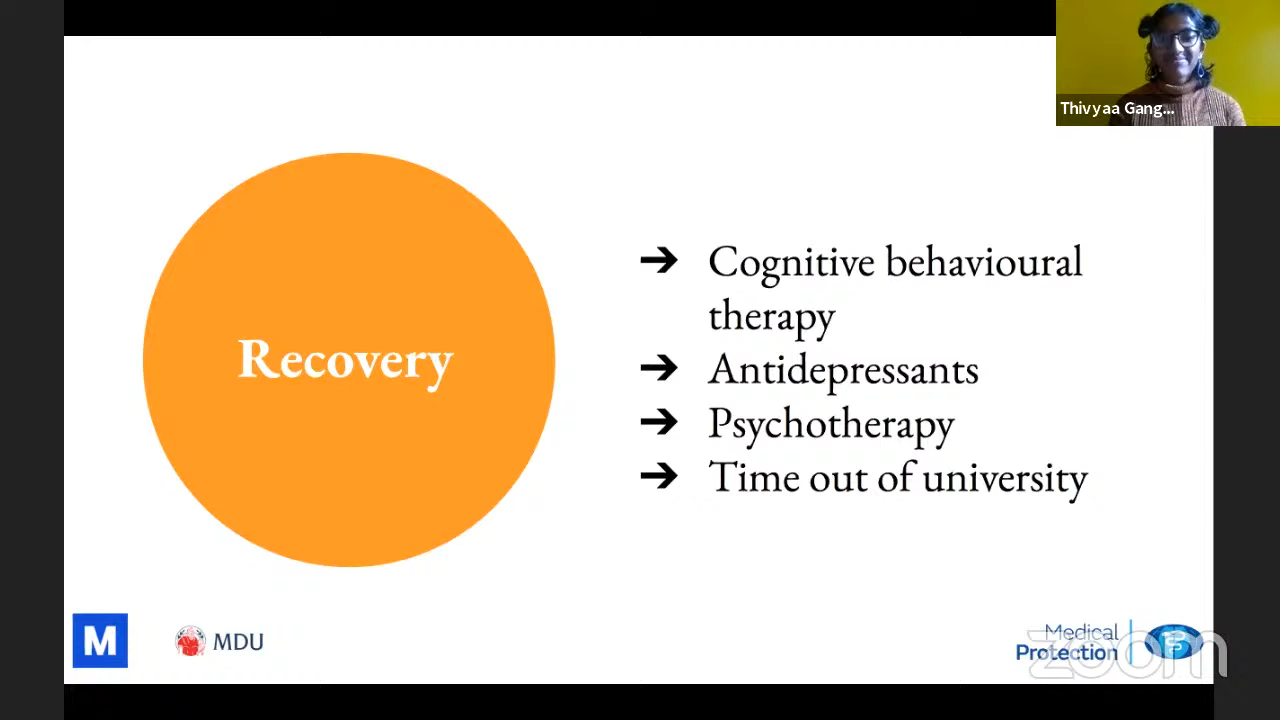 Thivyaa Gang...
Recovery
➔ Cognitive behavioural
therapy
➔ Antidepressants
➔ Psychotherapy
➔ Time out of university
M
MDU
Medical
Protection
zoom